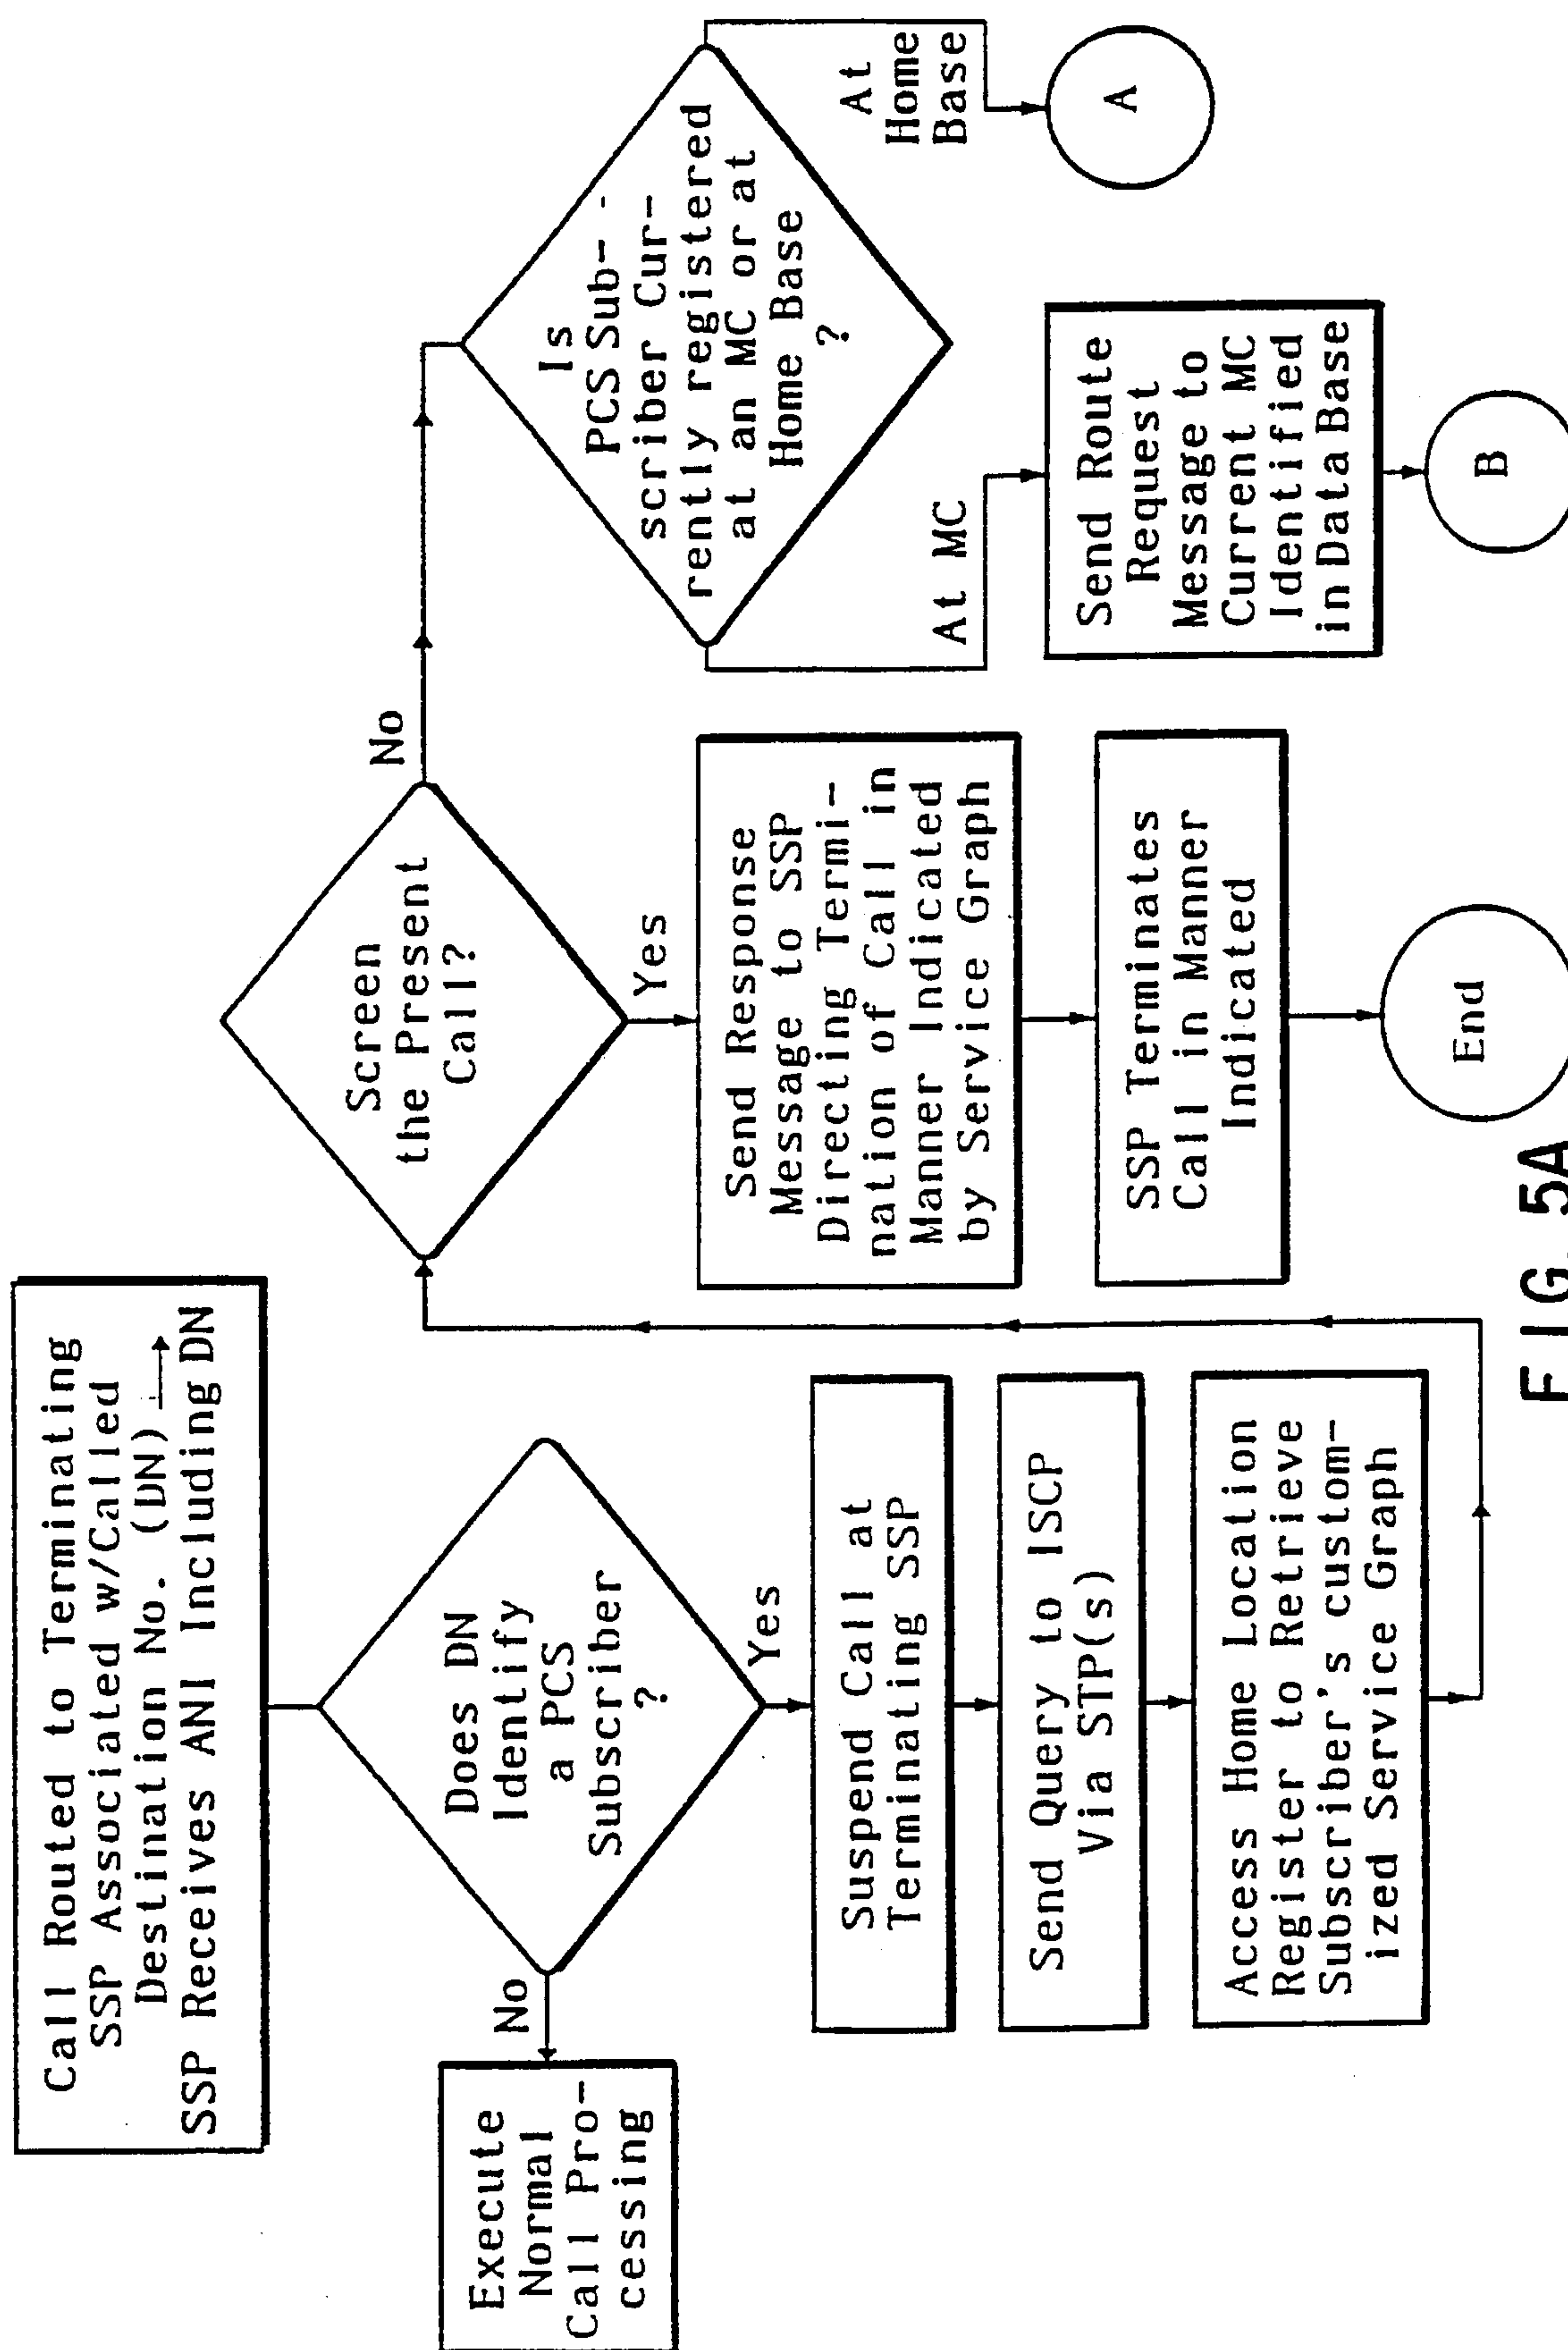 Call Routed to Terminating
SSP Associated w/Called
Destination No. (DN) →
SSP Receives ANI Including DN
Does DN
Identify
a PCS
Subscriber
?
No
Execute
Normal
Call Pro-
cessing
Yes
Suspend Call at
Terminating SSP
Send Query to ISCP
Via STP(s)
Access Home Location
Register to Retrieve
Subscriber's custom-
ized Service Graph
Screen
the Present
Call?
No
Yes
Send Response
Message to SSP
Directing Termi-
nation of Call in
Manner Indicated
by Service Graph
SSP Terminates
Call in Manner
Indicated
End
Is
PCS Sub-
scriber Cur-
rently registered
at an MC or at
Home Base
?
At MC
Send Route
Request
Message to
Current MC
Identified
in Data Base
B
At
Home
Base
A
FIG. 5A